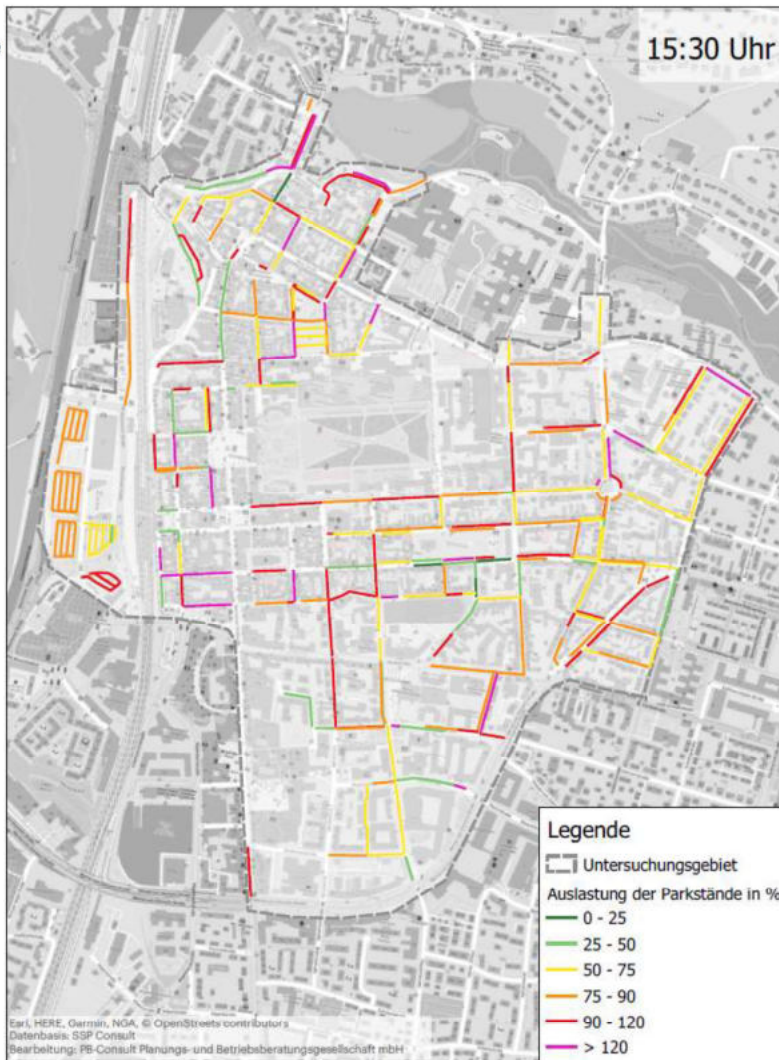 15:30 Uhr
Legende
Untersuchungsgebiet
Auslastung der Parkstände in %
0 - 25
25 - 50
50 - 75
75 - 90
90 - 120
> 120
Esri, HERE, Garmin, NGA, © OpenStreets contributors
Datenbasis: SSP Consult
Bearbeitung: PB-Consult Planungs- und Betriebsberatungsgesellschaft mbH